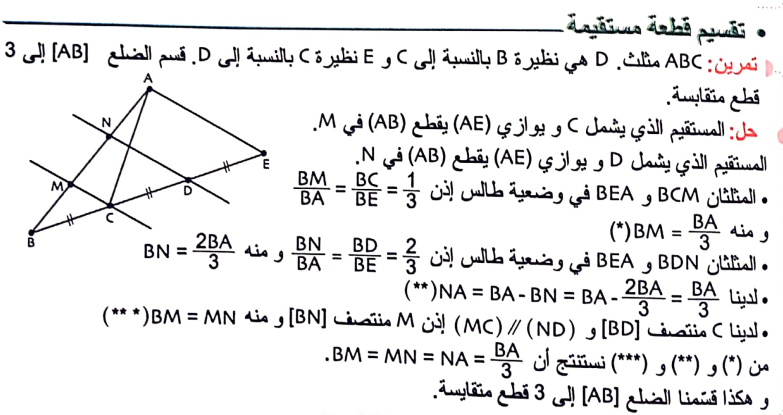 • تقسيم قطعة مستقيمة
تمرين: ABC مثلث. D هي نظيرة B بالنسبة إلى C و E نظيرة C بالنسبة إلى D. قسم الضلع [AB] إلى 3
قطع متقايسة.
حل: المستقيم الذي يشمل C و يوازي (AE) يقطع (AB) في M.
المستقيم الذي يشمل D و يوازي (AE) يقطع (AB) في N.
• المثلثان BCM و BEA في وضعية طالس إذن BM/BA = BC/BE = 1/3
و منه BM = BA/3 (*)
• المثلثان BDN و BEA في وضعية طالس إذن BN/BA = BD/BE = 2/3 و منه BN = 2BA/3
• لدينا NA = BA - BN = BA - 2BA/3 = BA/3 (**)
• لدينا C منتصف [BD] و (MC) // (ND) إذن M منتصف [BN] و منه BM = MN (***)
من (*) و (**) و (***) نستنتج أن BM = MN = NA = BA/3.
و هكذا قسّمنا الضلع [AB] إلى 3 قطع متقايسة.
A
N
E
M
D
C
B